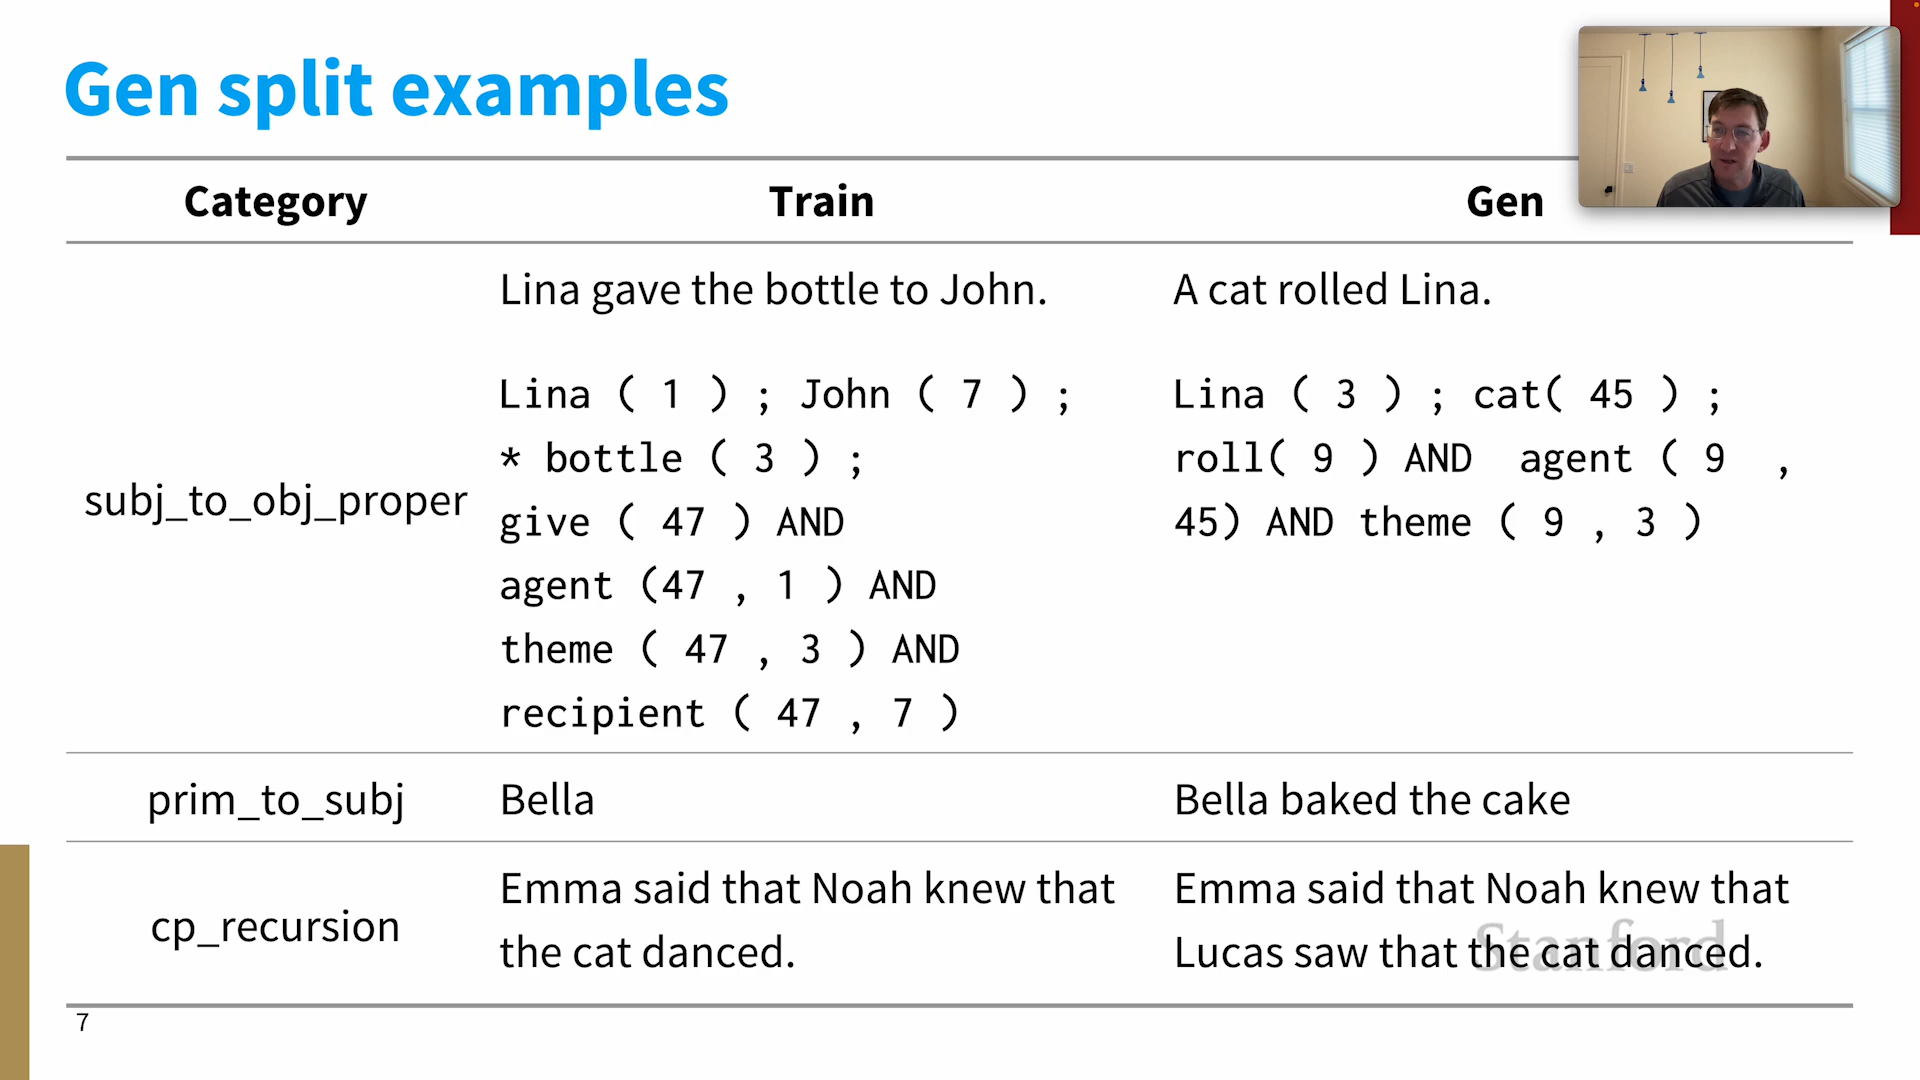 Gen split examples
Category Train Gen
subj_to_obj_proper
Lina gave the bottle to John.
Lina ( 1 ) ; John ( 7 ) ;
* bottle ( 3 ) ;
give ( 47 ) AND
agent (47 , 1 ) AND
theme ( 47 , 3 ) AND
recipient ( 47 , 7 )
A cat rolled Lina.
Lina ( 3 ) ; cat( 45 ) ;
roll( 9 ) AND agent ( 9 ,
45) AND theme ( 9 , 3 )
prim_to_subj Bella Bella baked the cake
cp_recursion
Emma said that Noah knew that
the cat danced.
Emma said that Noah knew that
Lucas saw that the cat danced.
Stanford
7